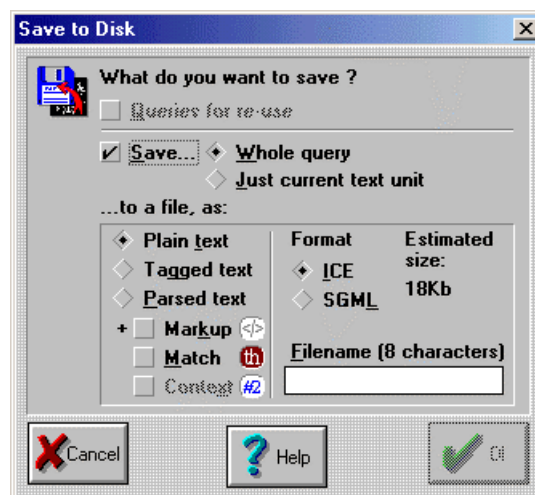 Save to Disk
What do you want to save ?
Queries for re-use
Save...
Whole query
Just current text unit
...to a file, as:
Plain text
Tagged text
Parsed text
+ Markup </>
Match th
Context #2
Format
ICE
SGML
Estimated
size:
18Kb
Filename (8 characters)
Cancel
Help